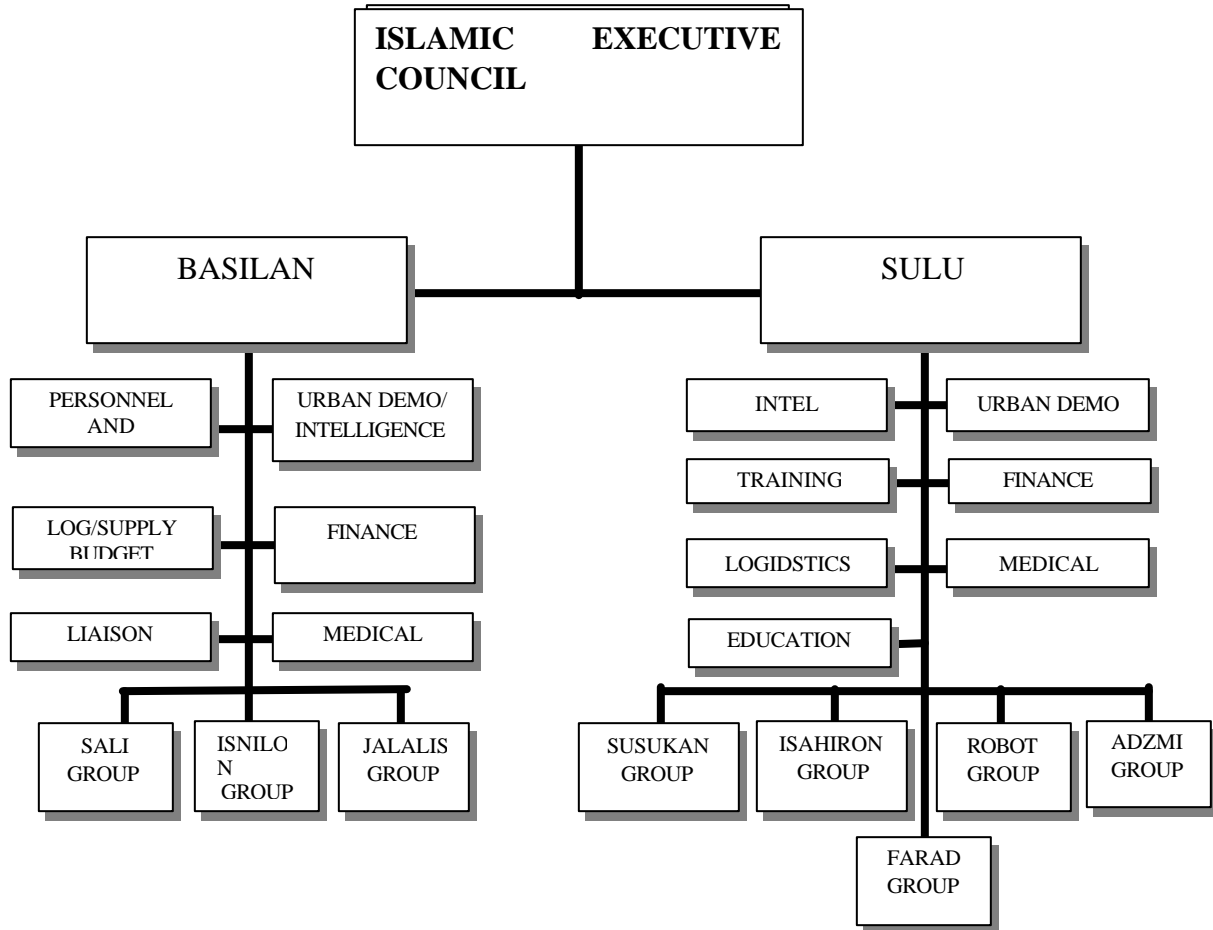 ISLAMIC EXECUTIVE
COUNCIL
BASILAN
SULU
PERSONNEL
AND
URBAN DEMO/
INTELLIGENCE
LOG/SUPPLY
BUDGET
FINANCE
LIAISON
MEDICAL
SALI
GROUP
ISNILO
N
GROUP
JALALIS
GROUP
INTEL
URBAN DEMO
TRAINING
FINANCE
LOGIDSTICS
MEDICAL
EDUCATION
SUSUKAN
GROUP
ISAHIRON
GROUP
ROBOT
GROUP
ADZMI
GROUP
FARAD
GROUP